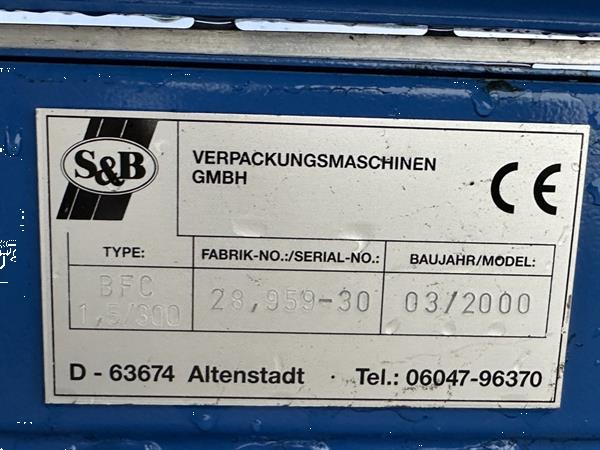 S&B
VERPACKUNGSMASCHINEN
GMBH
CE
TYPE: FABRIK-NO.:/SERIAL-NO.: BAUJAHR/MODEL:
BFC
1,5/300 28,959-30 03/2000
D - 63674 Altenstadt · Tel.: 06047-96370